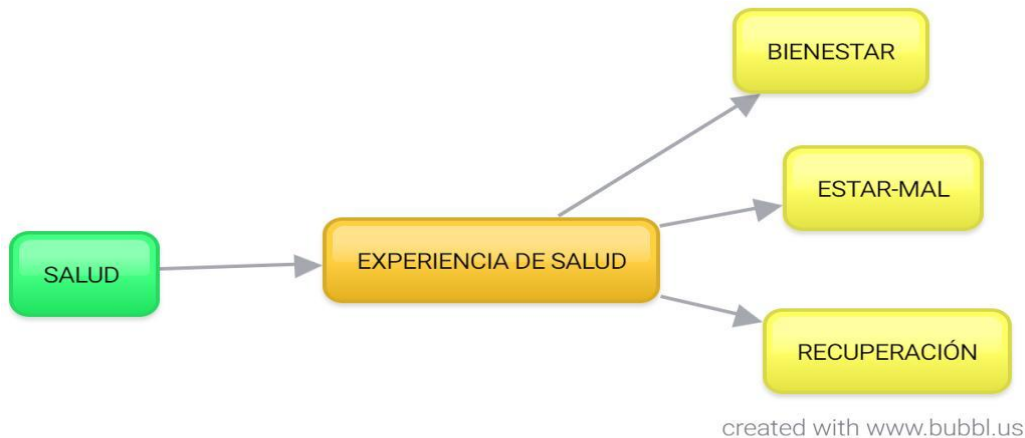 SALUD
EXPERIENCIA DE SALUD
BIENESTAR
ESTAR-MAL
RECUPERACIÓN
created with www.bubbl.us